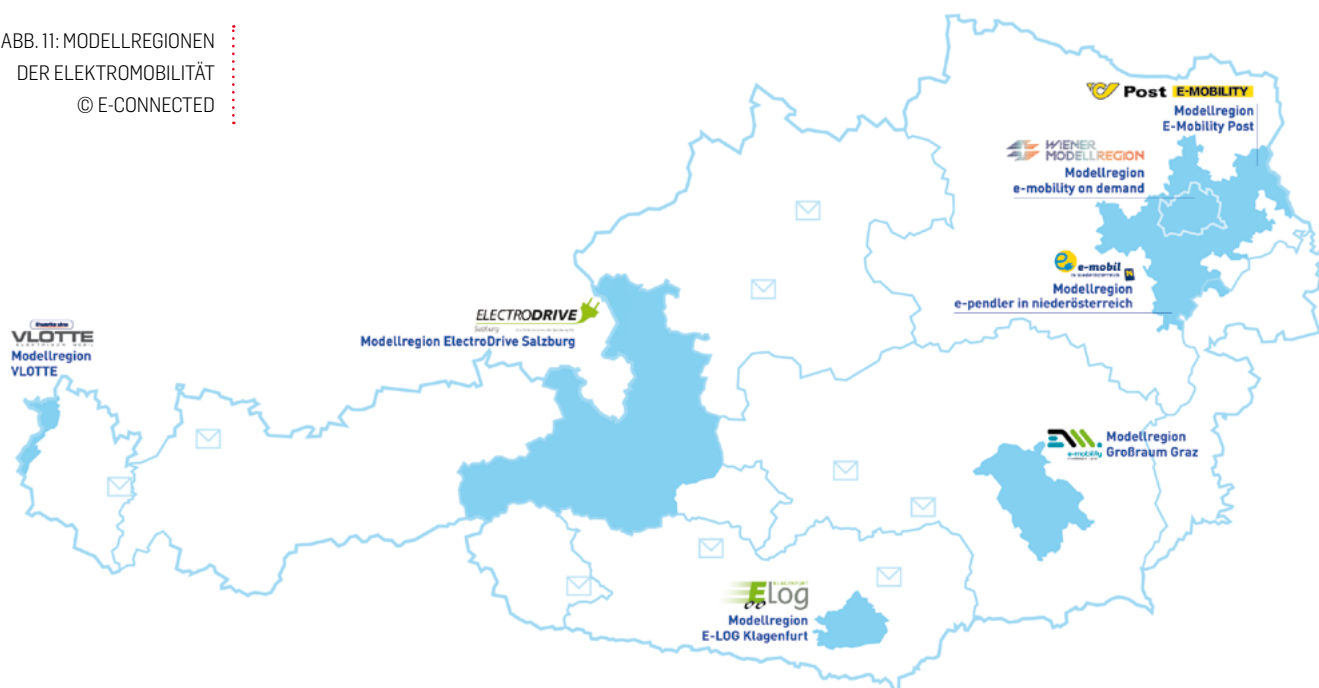 ABB. 11: MODELLREGIONEN
DER ELEKTROMOBILITÄT
© E-CONNECTED
Post E-MOBILITY
Modellregion
E-Mobility Post
WIENER
MODELLREGION
Modellregion
e-mobility on demand
e-mobil
Modellregion
e-pendler in niederösterreich
ELECTRODRIVE
Salzburg
Modellregion ElectroDrive Salzburg
VLOTTE
Modellregion
VLOTTE
e-mobility
Modellregion
Großraum Graz
KLAGENFURT
ELog
Modellregion
E-LOG Klagenfurt